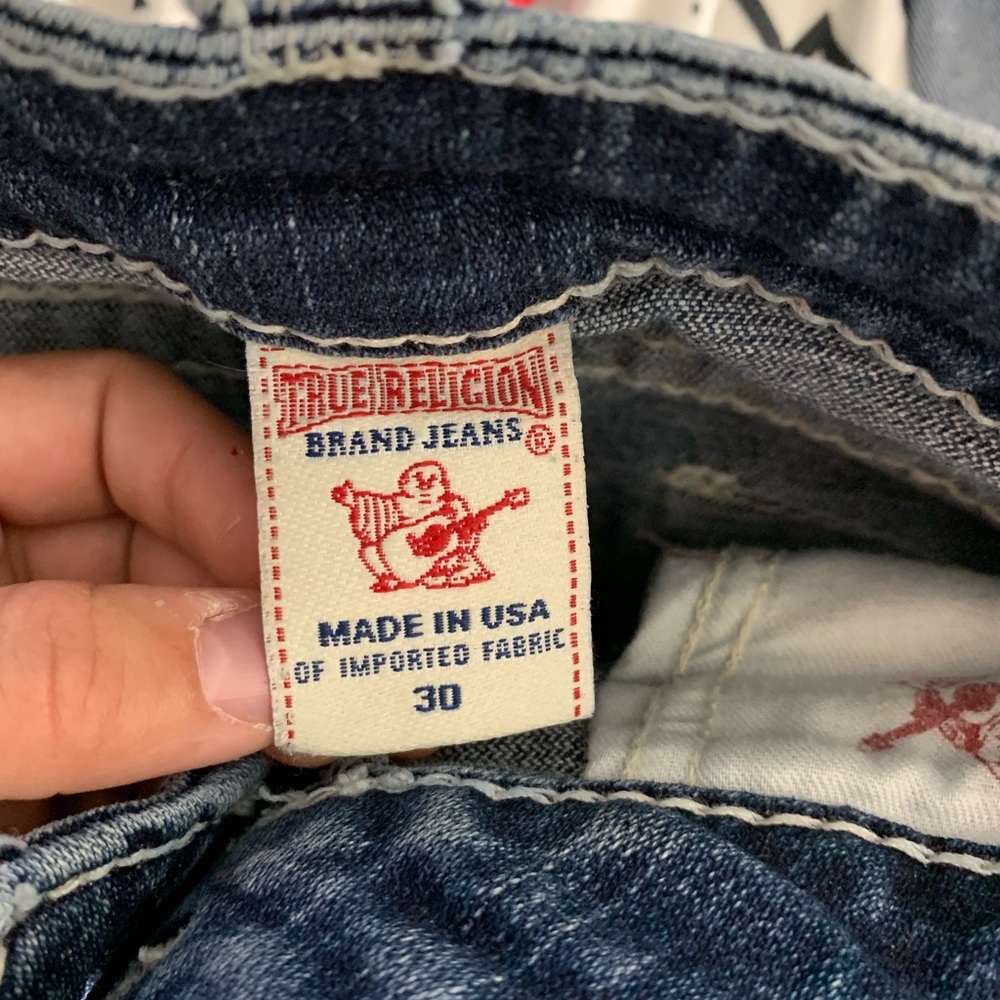 TRUE RELIGION
BRAND JEANS ®
MADE IN USA
OF IMPORTED FABRIC
30